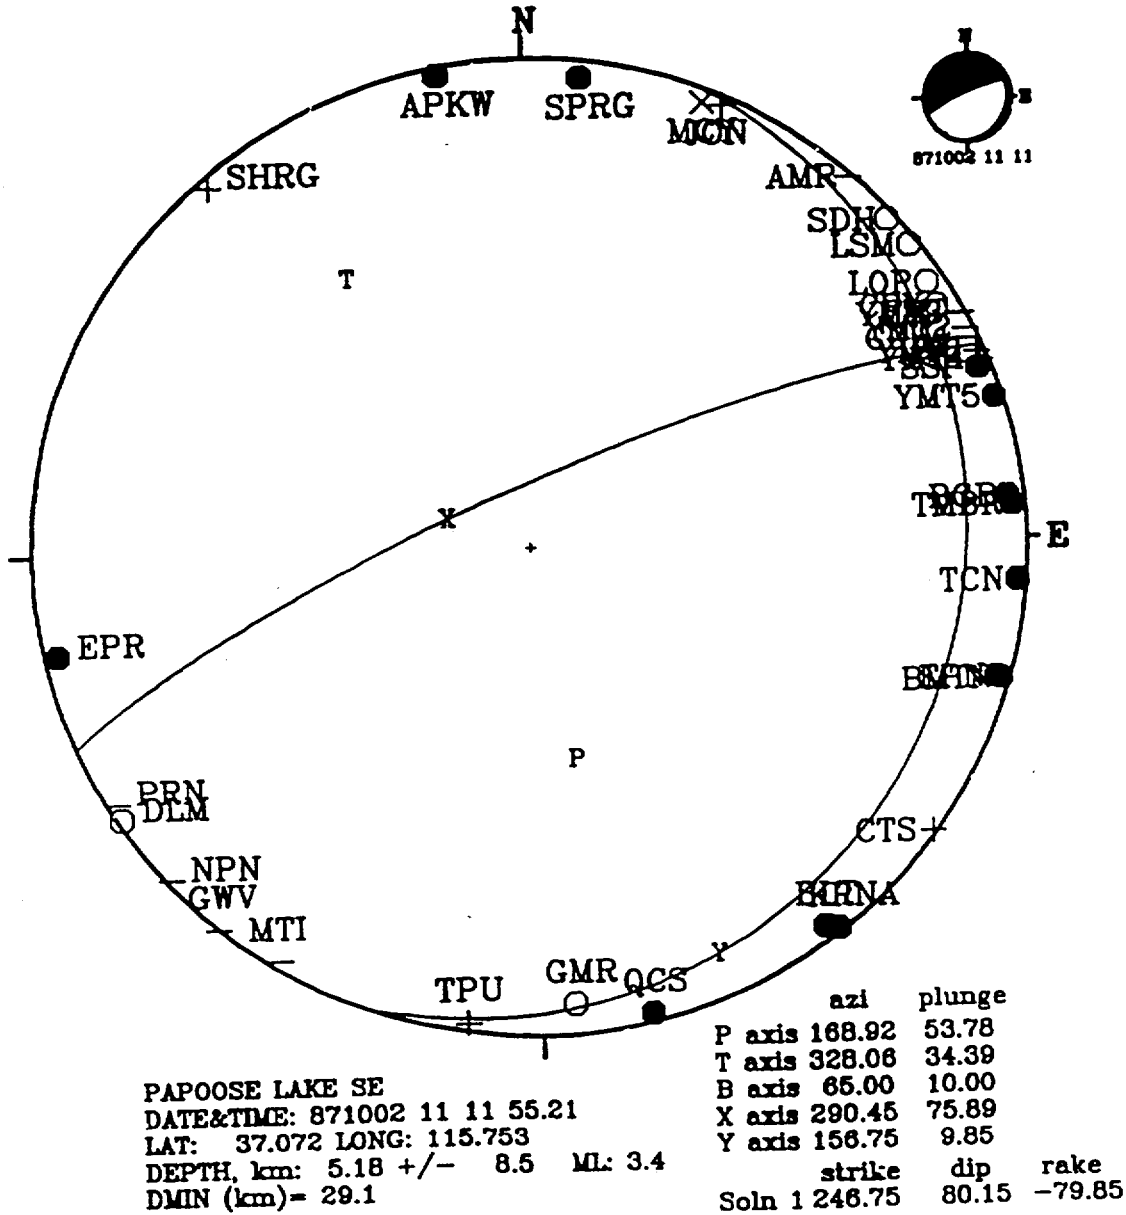 N
N
E
871002 11 11
APKW
SPRG
SHRG
AMR
SDH
LSM
T
LOP
SSP
YMT5
TMBR
X
E
TCN
EPR
P
PRN
DLM
CTS
NPN
GWV
MTI
Y
TPU
GMR
QCS
azi plunge
P axis 168.92 53.78
T axis 328.06 34.39
B axis 65.00 10.00
X axis 290.45 75.89
Y axis 156.75 9.85
strike dip rake
Soln 1 246.75 80.15 -79.85
PAPOOSE LAKE SE
DATE&TIME: 871002 11 11 55.21
LAT: 37.072 LONG: 115.753
DEPTH, km: 5.18 +/- 8.5 ML: 3.4
DMIN (km)= 29.1